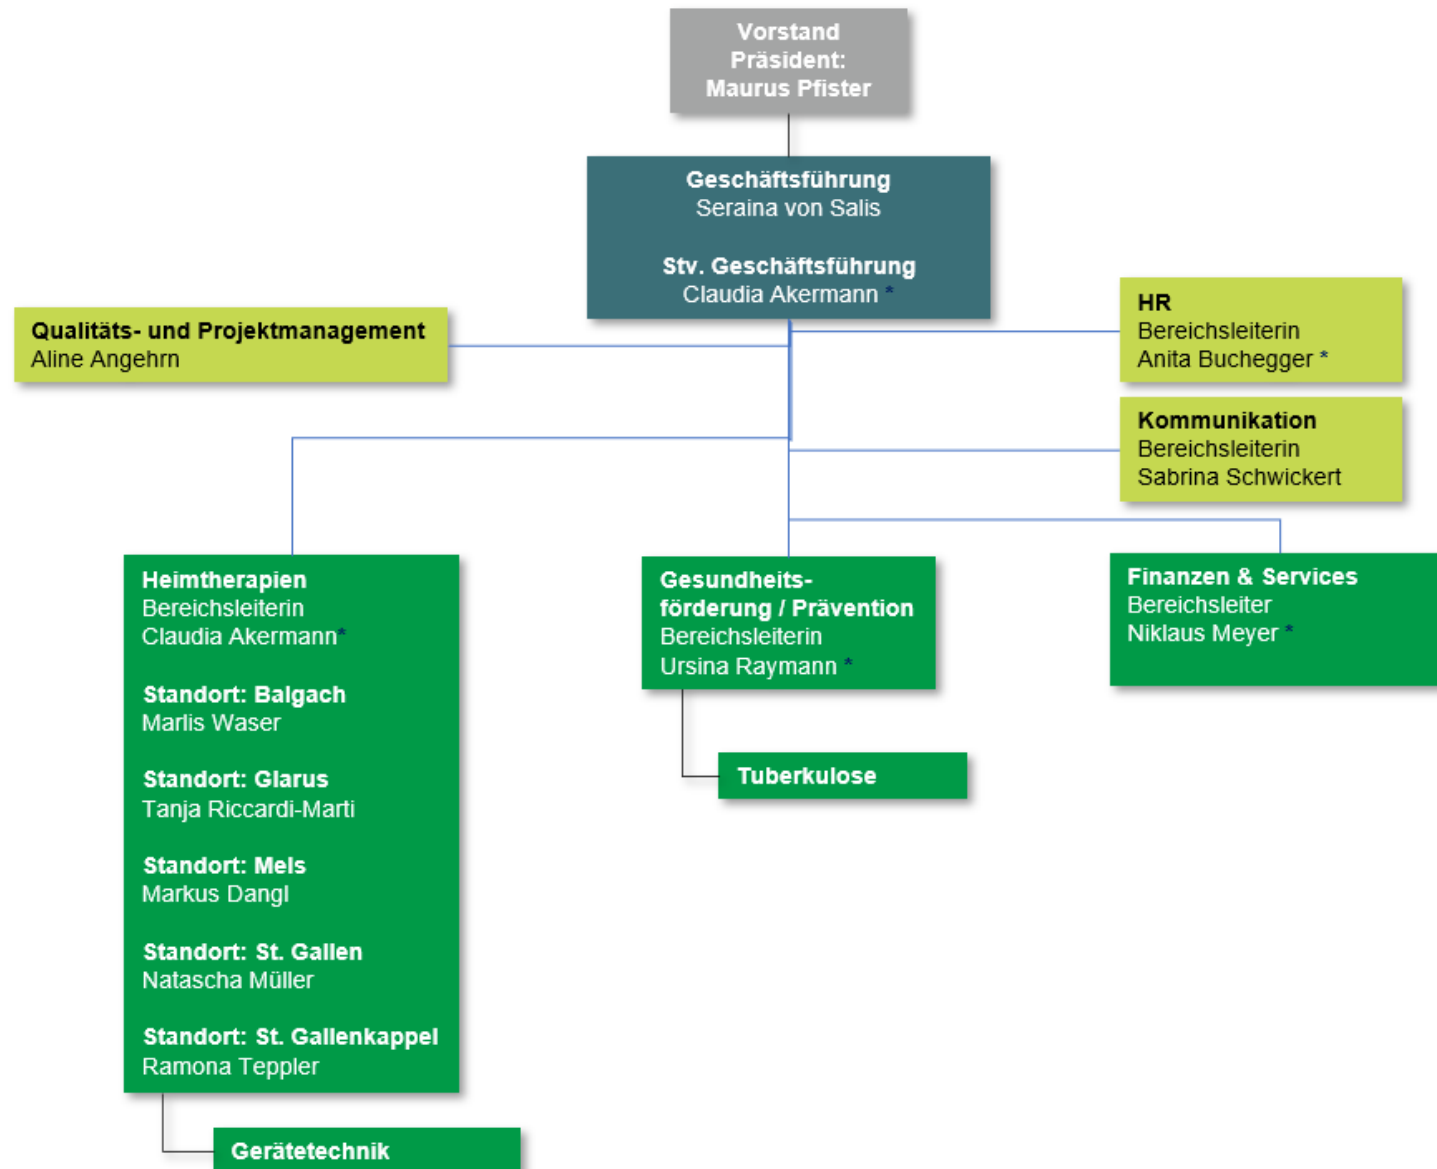 Vorstand
Präsident:
Maurus Pfister
Geschäftsführung
Seraina von Salis
Stv. Geschäftsführung
Claudia Akermann *
Qualitäts- und Projektmanagement
Aline Angehrn
HR
Bereichsleiterin
Anita Buchegger *
Kommunikation
Bereichsleiterin
Sabrina Schwickert
Heimtherapien
Bereichsleiterin
Claudia Akermann*
Standort: Balgach
Marlis Waser
Standort: Glarus
Tanja Riccardi-Marti
Standort: Mels
Markus Dangl
Standort: St. Gallen
Natascha Müller
Standort: St. Gallenkappel
Ramona Teppler
Gerätetechnik
Gesundheits-
förderung / Prävention
Bereichsleiterin
Ursina Raymann *
Tuberkulose
Finanzen & Services
Bereichsleiter
Niklaus Meyer *